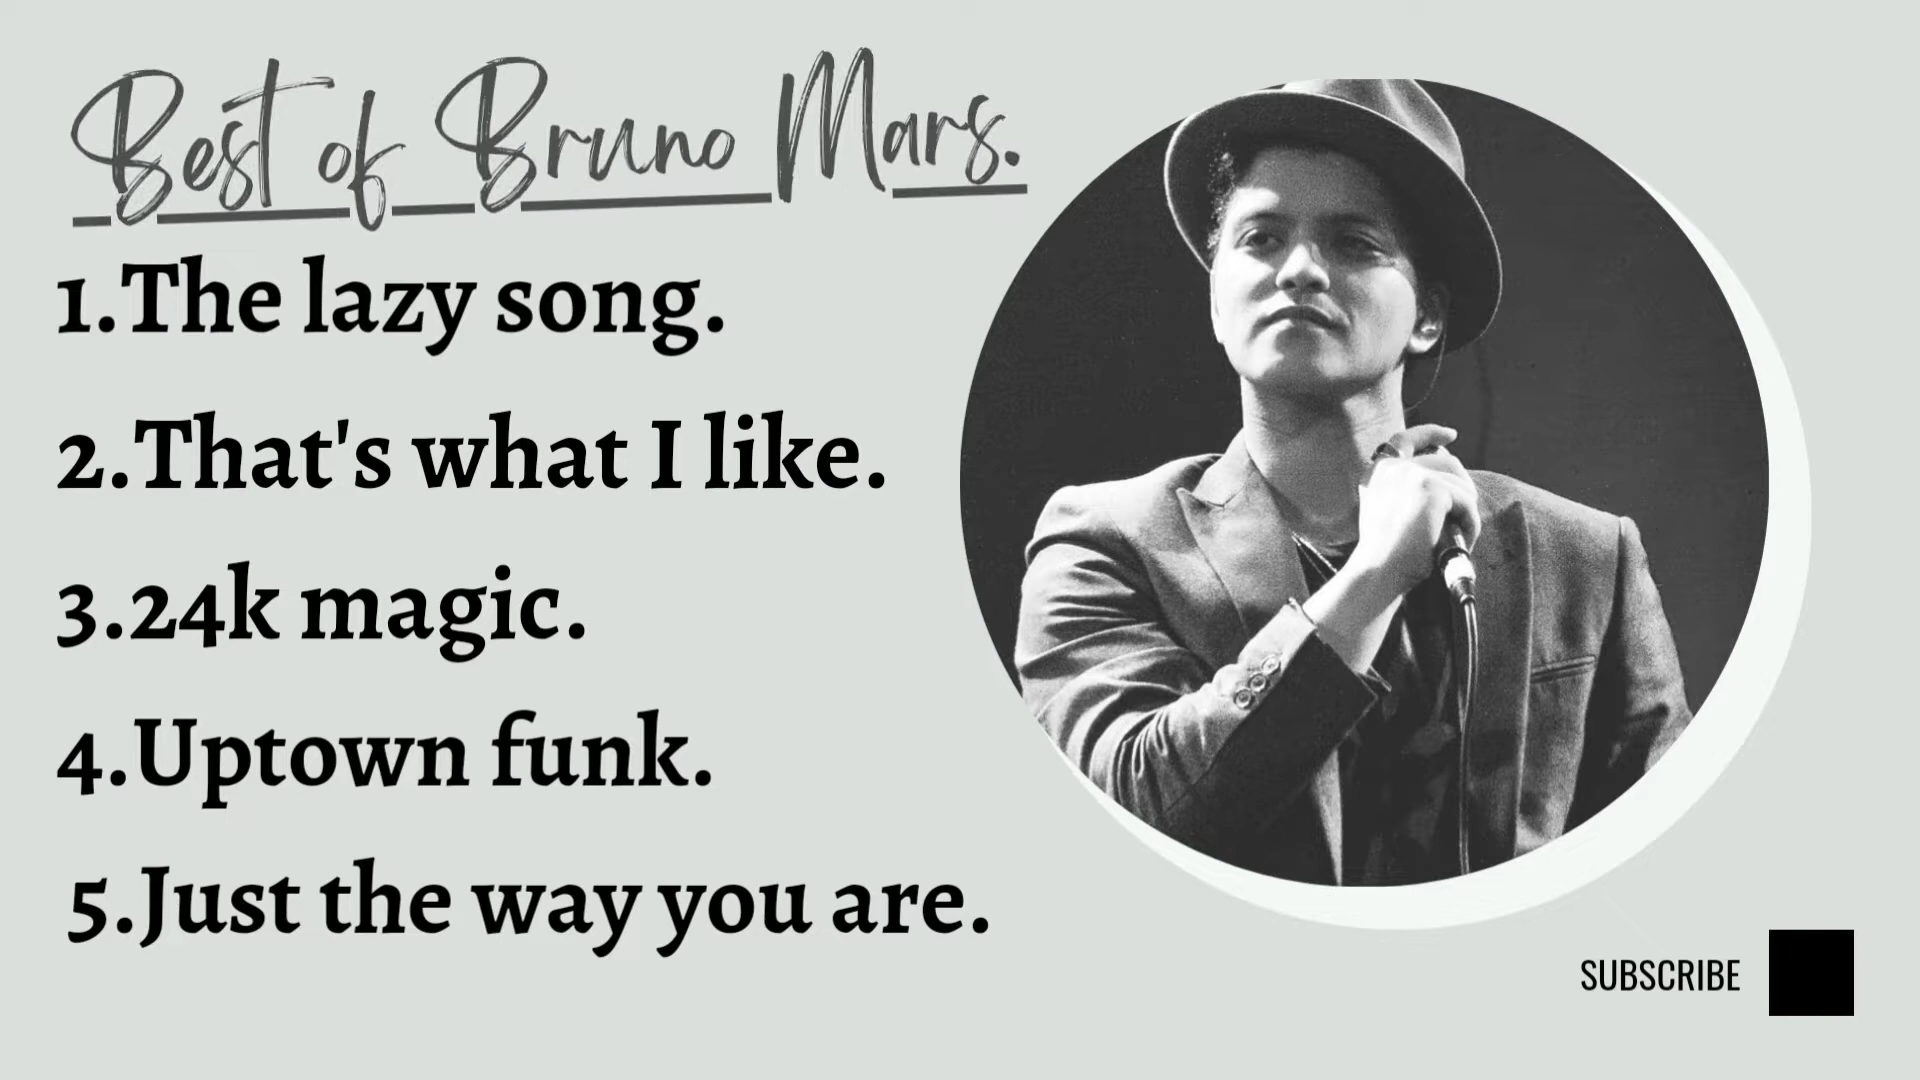 Best of Bruno Mars.
1.The lazy song.
2.That's what I like.
3.24k magic.
4.Uptown funk.
5.Just the way you are.
SUBSCRIBE